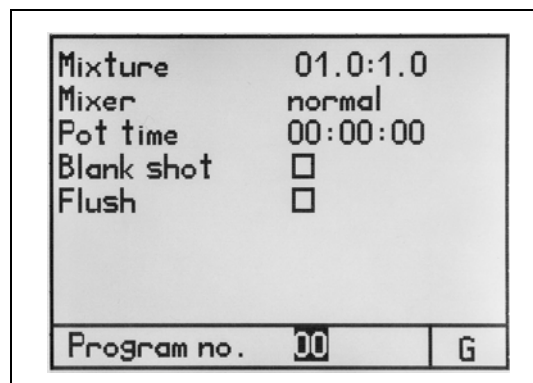 Mixture 01.0:1.0
Mixer normal
Pot time 00:00:00
Blank shot
Flush
Program no. 00 G